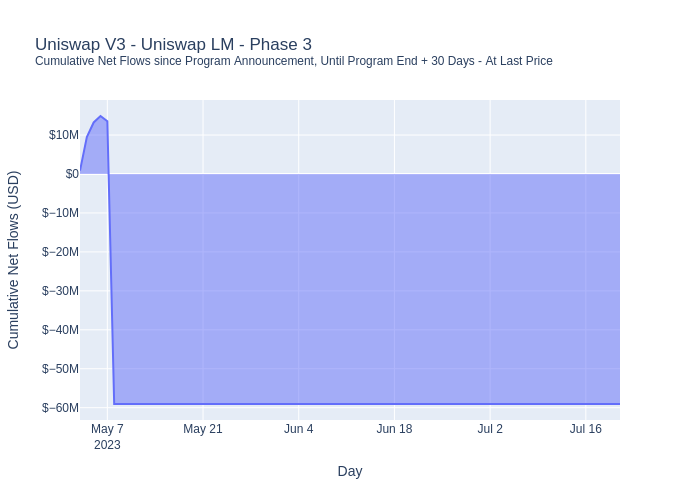 Uniswap V3 - Uniswap LM - Phase 3
Cumulative Net Flows since Program Announcement, Until Program End + 30 Days - At Last Price
Cumulative Net Flows (USD)
$10M
$0
$−10M
$−20M
$−30M
$−40M
$−50M
$−60M
May 7
2023
May 21
Jun 4
Jun 18
Jul 2
Jul 16
Day